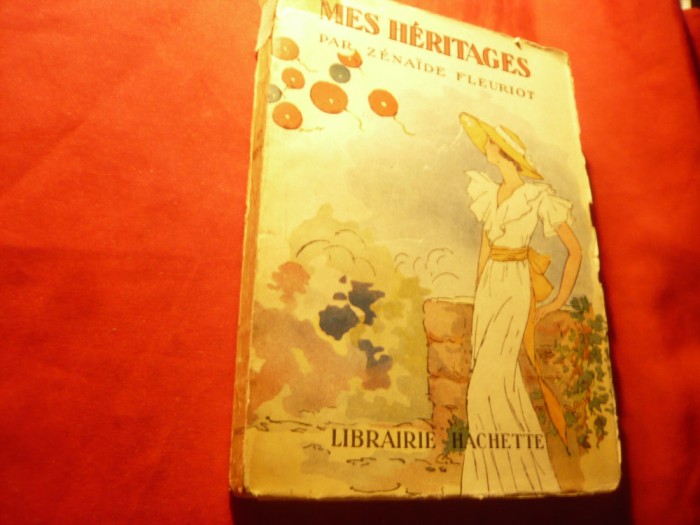 MES HÉRITAGES
PAR ZÉNAÏDE FLEURIOT
LIBRAIRIE HACHETTE